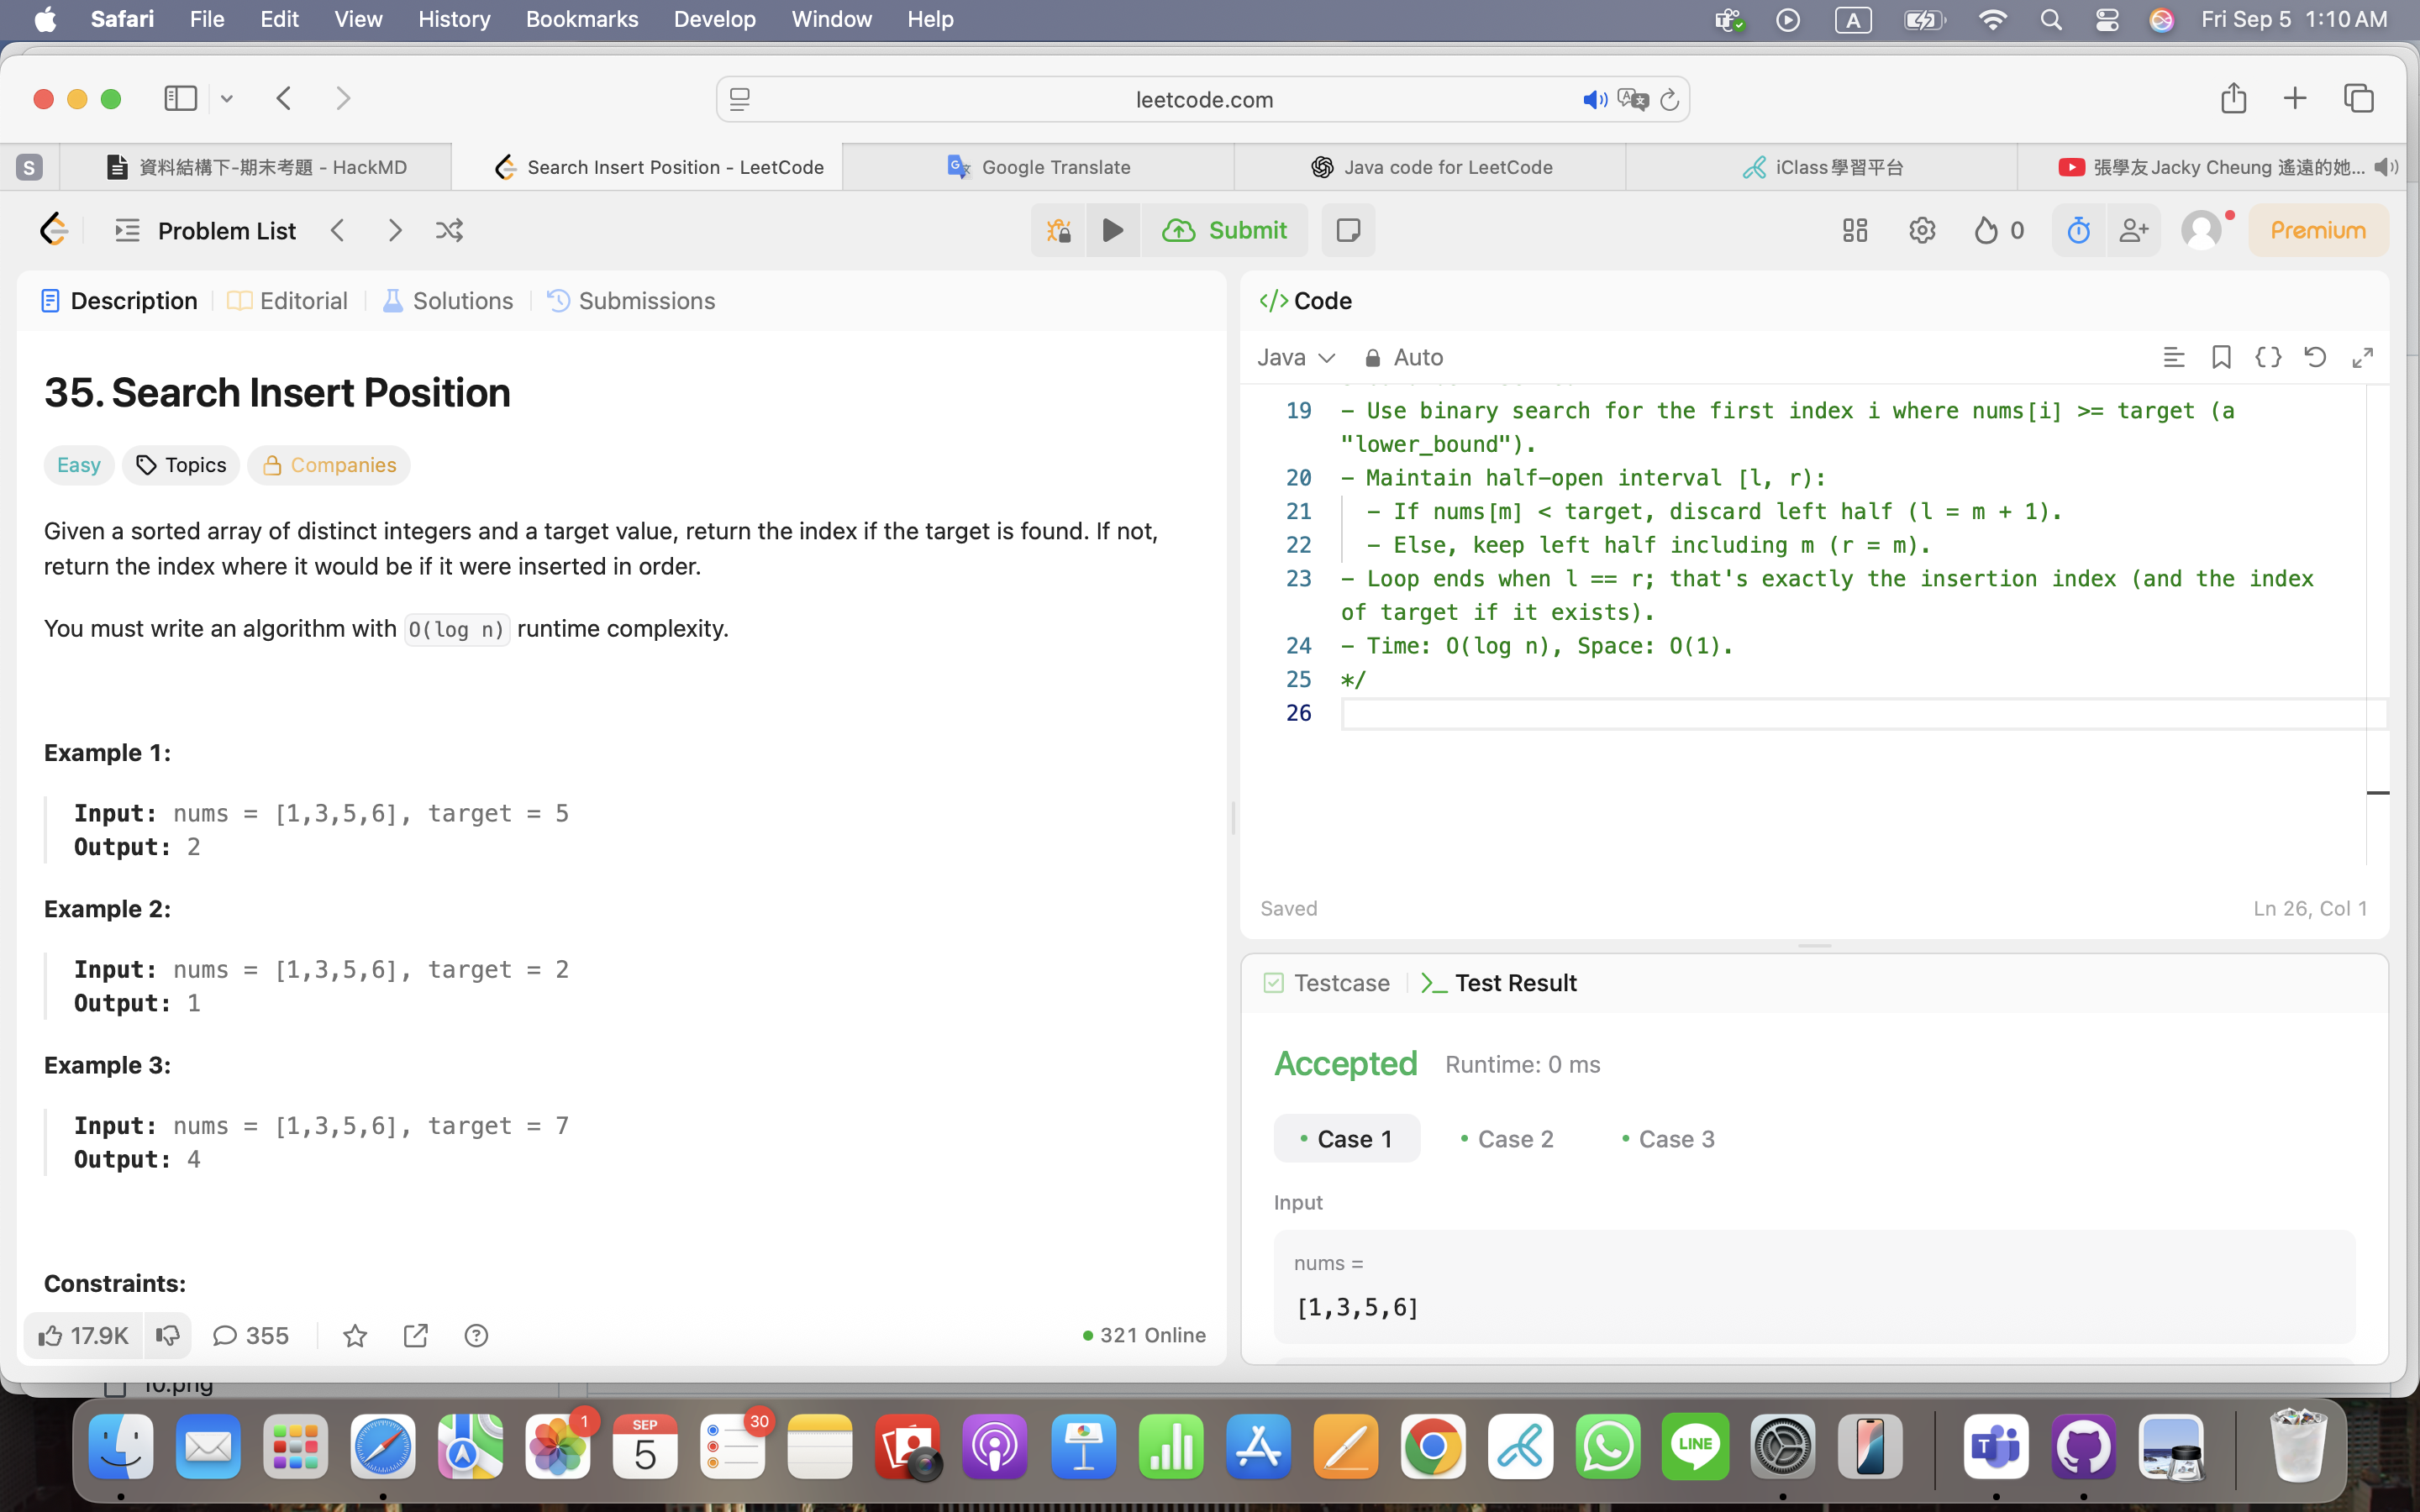 Safari File Edit View History Bookmarks Develop Window Help A Fri Sep 5 1:10 AM
leetcode.com
S 資料結構下-期末考題 - HackMD Search Insert Position - LeetCode Google Translate Java code for LeetCode iClass學習平台 張學友Jacky Cheung 遙遠的她...
Problem List Submit 0 Premium
Description Editorial Solutions Submissions
35. Search Insert Position
Easy Topics Companies
Given a sorted array of distinct integers and a target value, return the index if the target is found. If not,
return the index where it would be if it were inserted in order.
You must write an algorithm with O(log n) runtime complexity.
Example 1:
Input: nums = [1,3,5,6], target = 5
Output: 2
Example 2:
Input: nums = [1,3,5,6], target = 2
Output: 1
Example 3:
Input: nums = [1,3,5,6], target = 7
Output: 4
Constraints:
17.9K 355 321 Online
Code
Java Auto
19 - Use binary search for the first index i where nums[i] >= target (a
"lower_bound").
20 - Maintain half-open interval [l, r):
21 - If nums[m] < target, discard left half (l = m + 1).
22 - Else, keep left half including m (r = m).
23 - Loop ends when l == r; that's exactly the insertion index (and the index
of target if it exists).
24 - Time: O(log n), Space: O(1).
25 */
26
Saved Ln 26, Col 1
Testcase Test Result
Accepted Runtime: 0 ms
Case 1 Case 2 Case 3
Input
nums =
[1,3,5,6]
10.png
1 SEP 5 30 LINE T